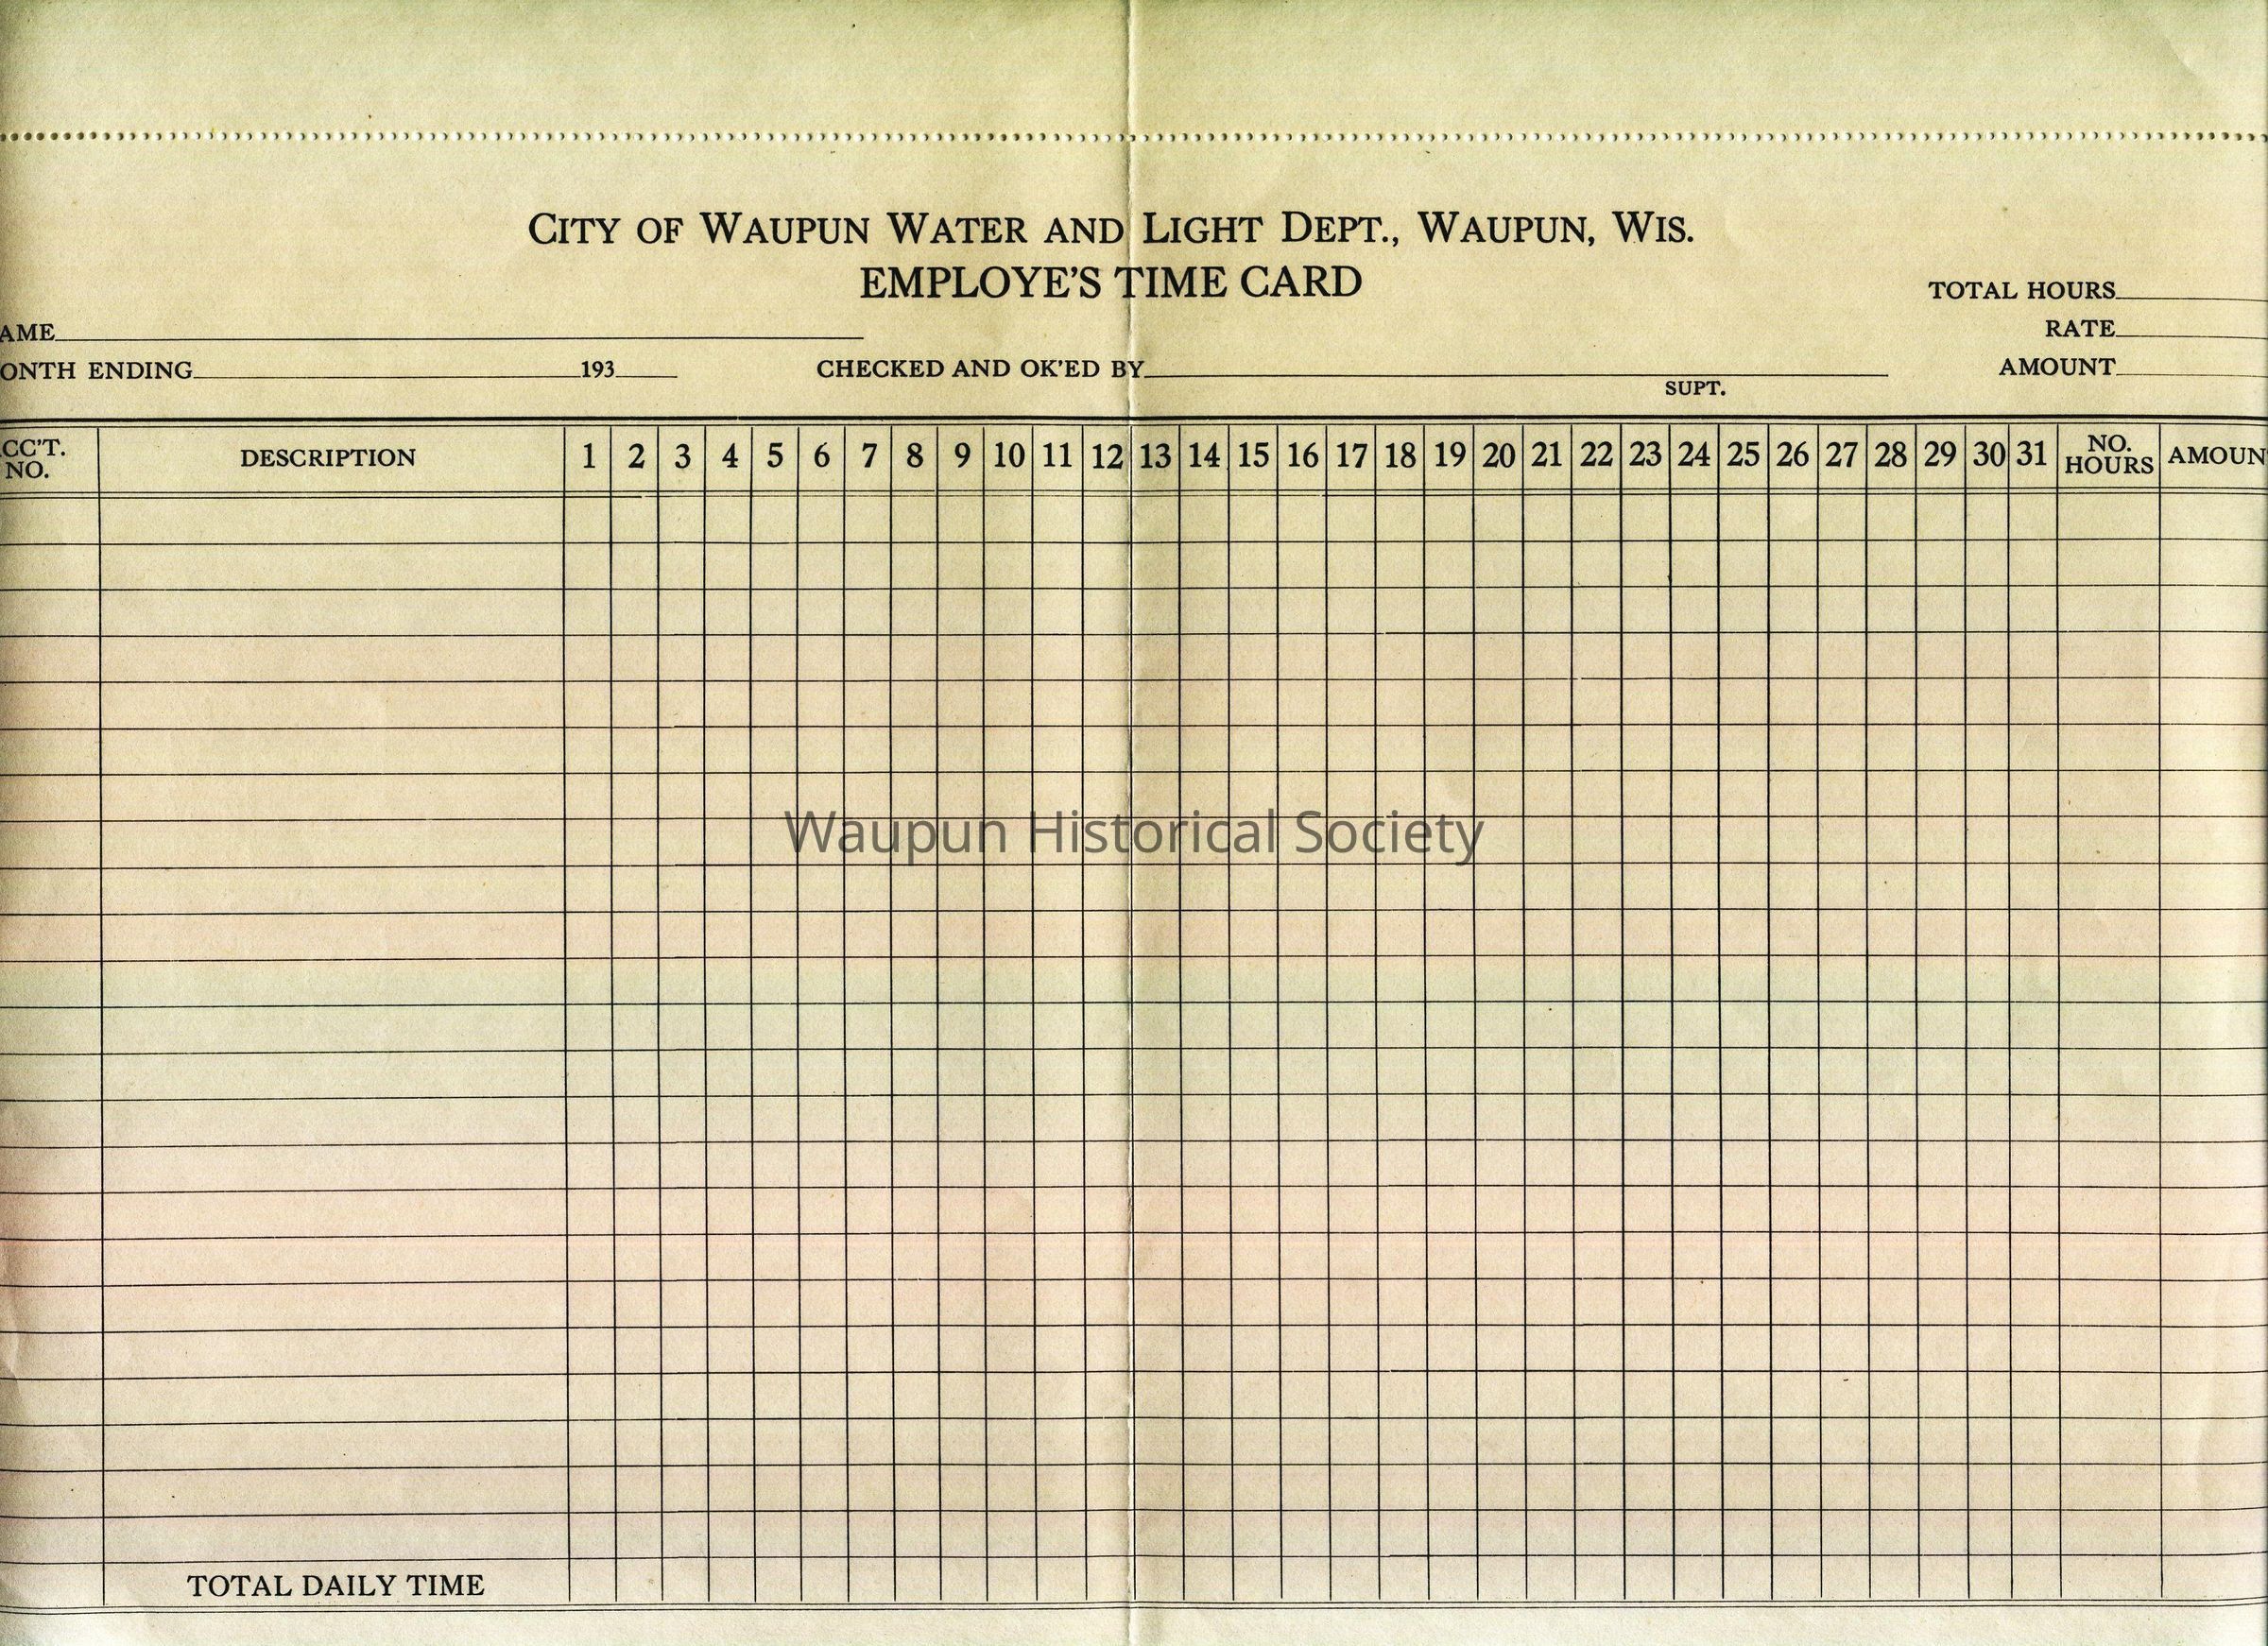 City of Waupun Water and Light Dept., Waupun, Wis.
EMPLOYE'S TIME CARD
TOTAL HOURS
AME
RATE
ONTH ENDING 193 CHECKED AND OK'ED BY
AMOUNT
SUPT.
CC'T. NO. DESCRIPTION 1 2 3 4 5 6 7 8 9 10 11 12 13 14 15 16 17 18 19 20 21 22 23 24 25 26 27 28 29 30 31 NO. HOURS AMOUN
Waupun Historical Society
TOTAL DAILY TIME